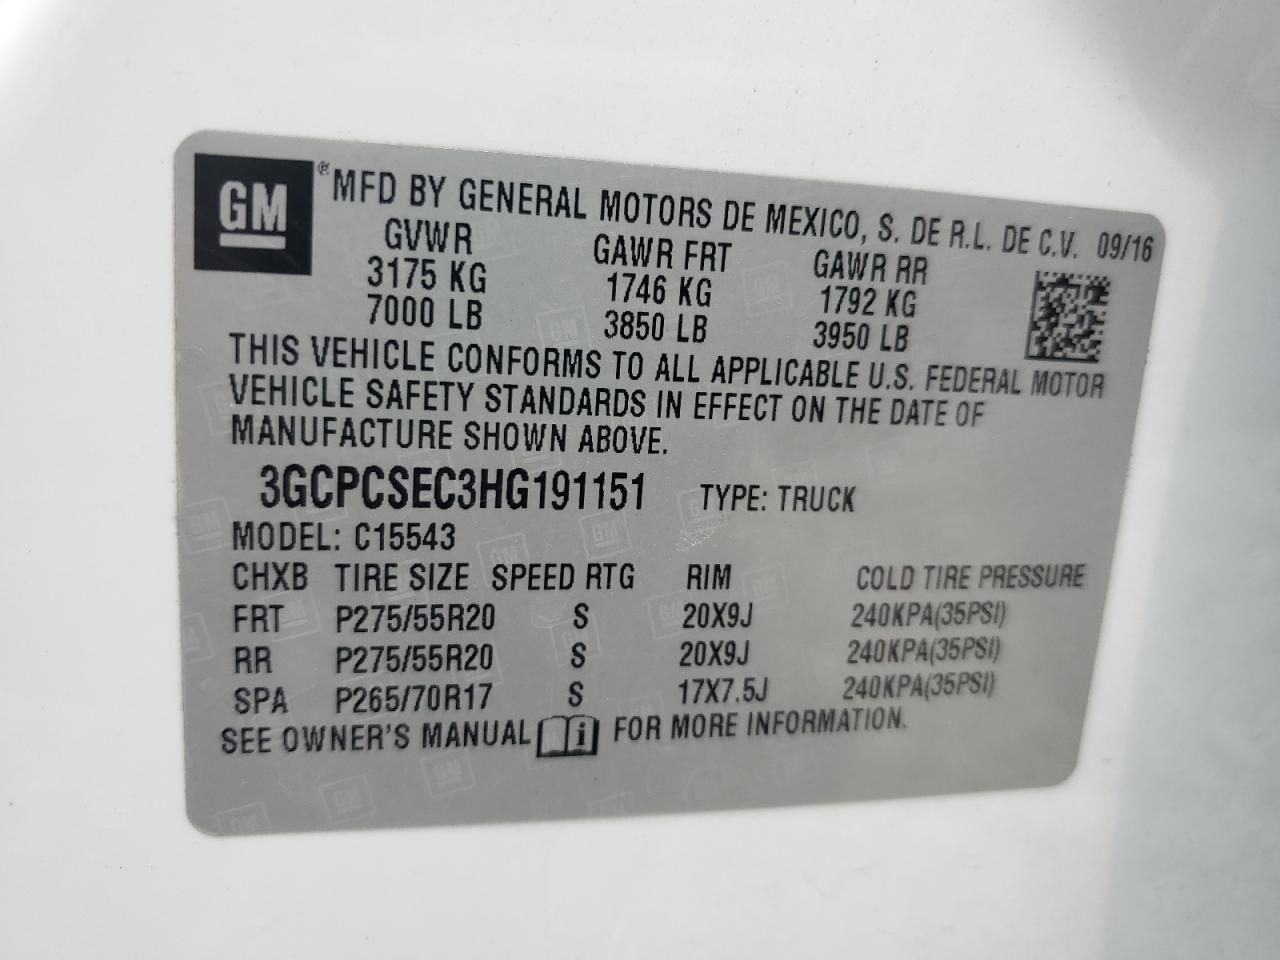 GM ® MFD BY GENERAL MOTORS DE MEXICO, S. DE R.L. DE C.V. 09/16
GVWR GAWR FRT GAWR RR
3175 KG 1746 KG 1792 KG
7000 LB 3850 LB 3950 LB
THIS VEHICLE CONFORMS TO ALL APPLICABLE U.S. FEDERAL MOTOR
VEHICLE SAFETY STANDARDS IN EFFECT ON THE DATE OF
MANUFACTURE SHOWN ABOVE.
3GCPCSEC3HG191151 TYPE: TRUCK
MODEL: C15543
CHXB TIRE SIZE SPEED RTG RIM COLD TIRE PRESSURE
FRT P275/55R20 S 20X9J 240KPA(35PSI)
RR P275/55R20 S 20X9J 240KPA(35PSI)
SPA P265/70R17 S 17X7.5J 240KPA(35PSI)
SEE OWNER'S MANUAL i FOR MORE INFORMATION.